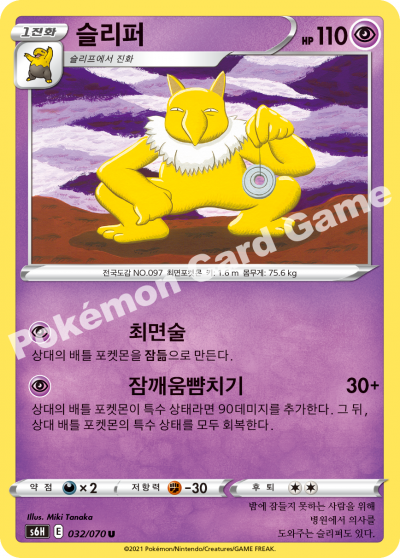 1진화
슬리퍼
HP 110
슬리프에서 진화
전국도감 NO.097 최면포켓몬 키: 1.6 m 몸무게: 75.6 kg
Pokémon Card Game
최면술
상대의 배틀 포켓몬을 잠듦으로 만든다.
잠깨움뺨치기 30+
상대의 배틀 포켓몬이 특수 상태라면 90데미지를 추가한다. 그 뒤,
상대의 배틀 포켓몬의 특수 상태를 모두 회복한다.
약점 ×2 저항력 -30 후퇴
Illus. Miki Tanaka
s6H E 032/070 U
밤에 잠들지 못하는 사람을 위해
병원에서 의사를
도와주는 슬리퍼도 있다.
©2021 Pokémon/Nintendo/Creatures/GAME FREAK.